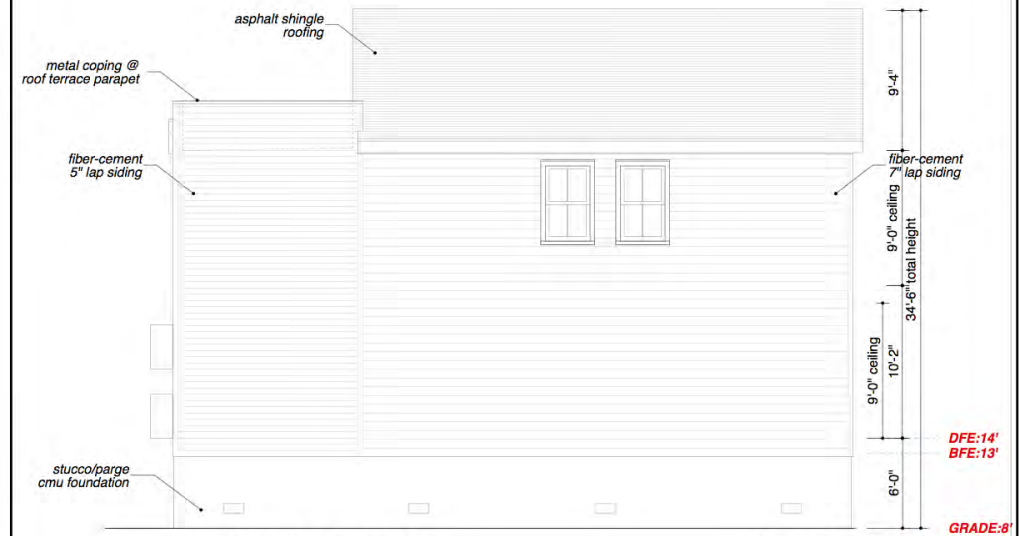 asphalt shingle
roofing
metal coping @
roof terrace parapet
fiber-cement
5" lap siding
fiber-cement
7" lap siding
stucco/parge
cmu foundation
9'-4"
9'-0" ceiling
34'-6" total height
9'-0" ceiling
10'-2"
6'-0"
DFE:14'
BFE:13'
GRADE:8'